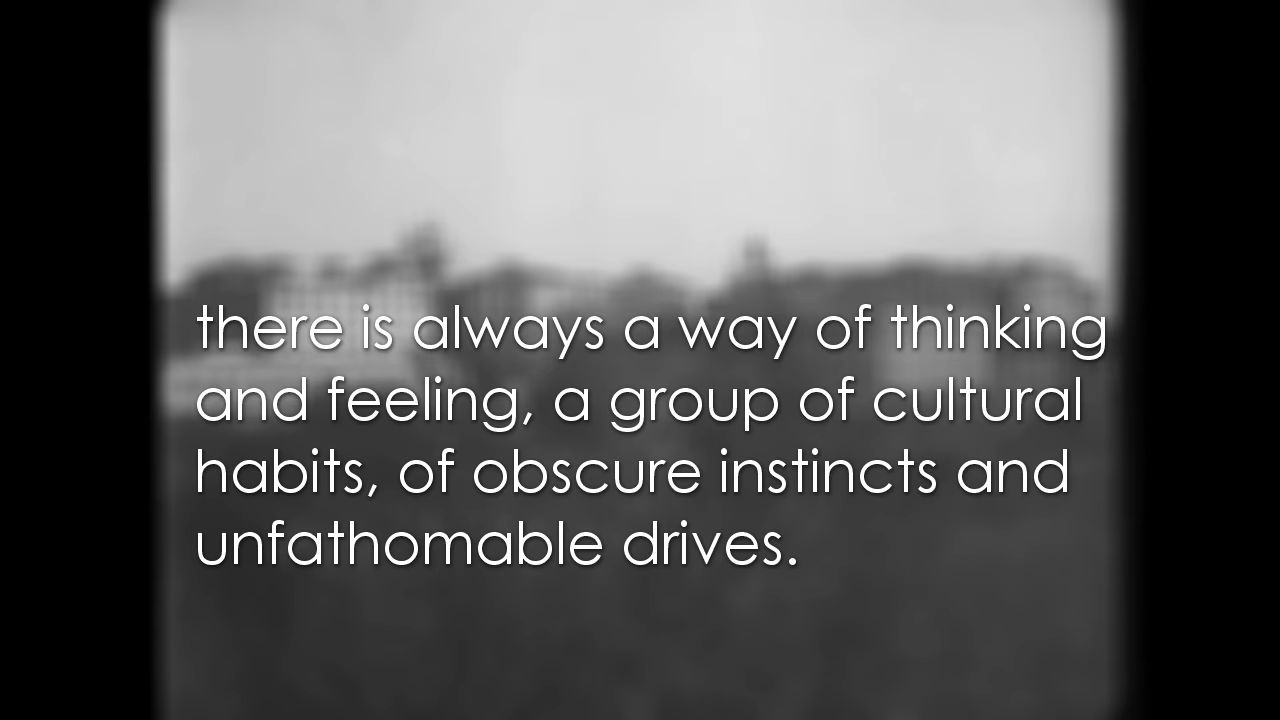 there is always a way of thinking
and feeling, a group of cultural
habits, of obscure instincts and
unfathomable drives.